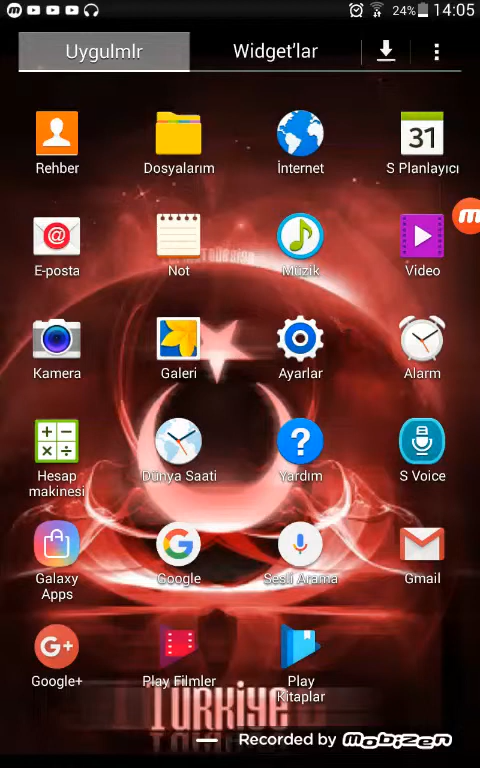 24% 14:05
Uygulmlr Widget'lar
Rehber Dosyalarım İnternet S Planlayıcı
31
E-posta Not Müzik Video
Kamera Galeri Ayarlar Alarm
Hesap makinesi Dünya Saati Yardım S Voice
Galaxy Apps Google Sesli Arama Gmail
Google+ Play Filmler Play Kitaplar
TÜRKİYE
Recorded by mobizen